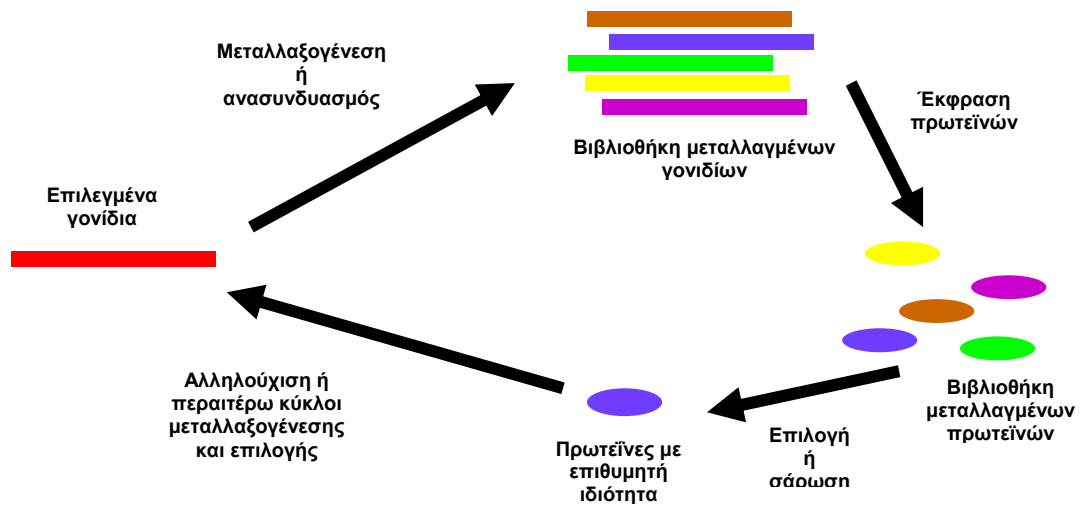 Μεταλλαξογένεση
ή
ανασυνδυασμός
Έκφραση
πρωτεϊνών
Βιβλιοθήκη μεταλλαγμένων
γονιδίων
Επιλεγμένα
γονίδια
Αλληλούχιση ή
περαιτέρω κύκλοι
μεταλλαξογένεσης
και επιλογής
Πρωτεΐνες με
επιθυμητή
ιδιότητα
Επιλογή
ή
σάρωση
Βιβλιοθήκη
μεταλλαγμένων
πρωτεϊνών